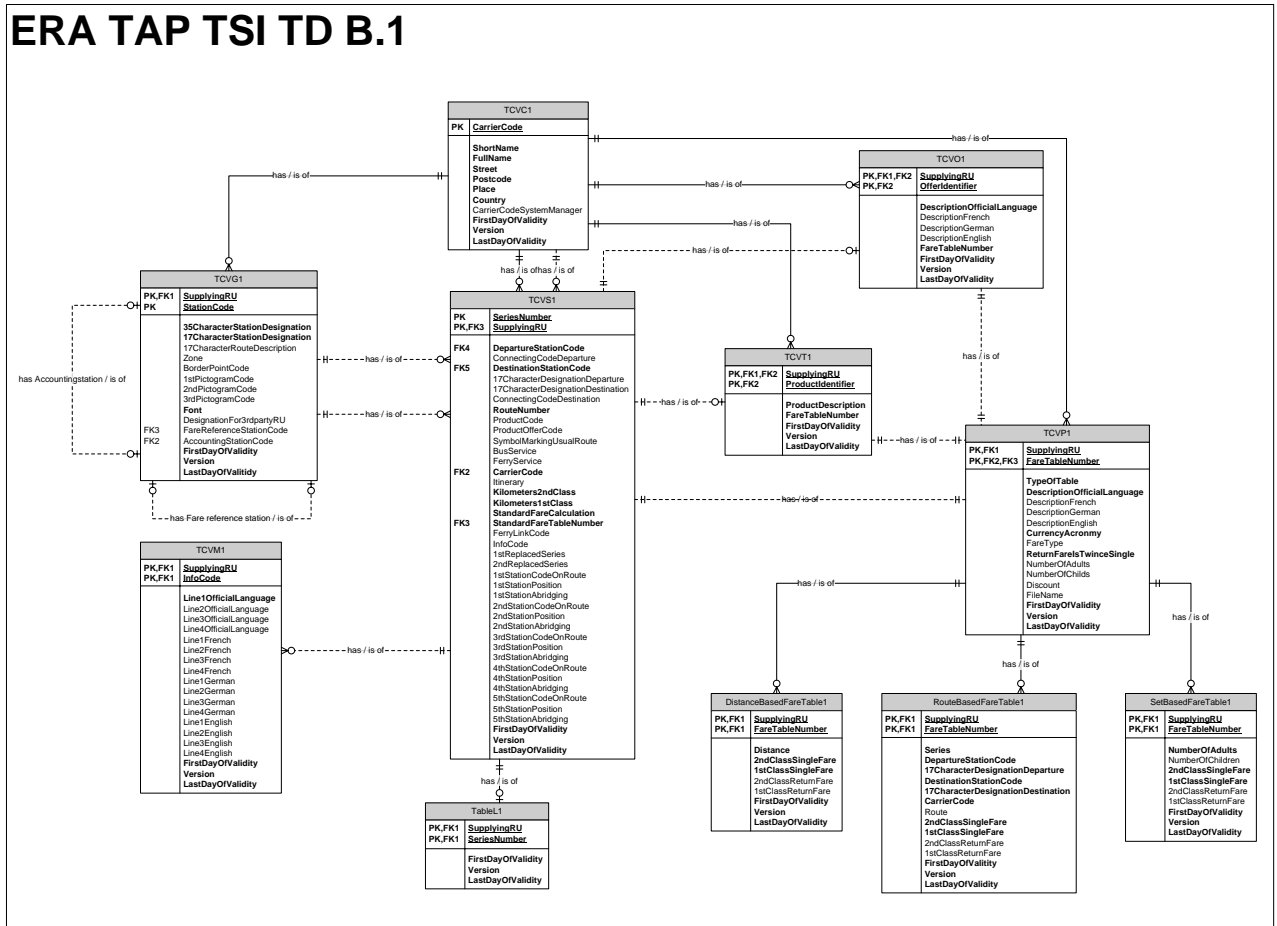 ERA TAP TSI TD B.1
TCVC1
PK CarrierCode
ShortName
FullName
Street
Postcode
Place
Country
CarrierCodeSystemManager
FirstDayOfValidity
Version
LastDayOfValidity
has / is of
has / is of
has / is of
has / is of
has / is of
has / is of
has / is of
TCVO1
PK,FK1,FK2 SupplyingRU
PK,FK2 OfferIdentifier
DescriptionOfficialLanguage
DescriptionFrench
DescriptionGerman
DescriptionEnglish
FareTableNumber
FirstDayOfValidity
Version
LastDayOfValidity
TCVG1
PK,FK1 SupplyingRU
PK StationCode
35CharacterStationDesignation
17CharacterStationDesignation
17CharacterRouteDescription
Zone
BorderPointCode
1stPictogramCode
2ndPictogramCode
3rdPictogramCode
Font
DesignationFor3rdpartyRU
FK3 FareReferenceStationCode
FK2 AccountingStationCode
FirstDayOfValidity
Version
LastDayOfValitidy
has Accountingstation / is of
has Fare reference station / is of
has / is of
has / is of
TCVS1
PK SeriesNumber
PK,FK3 SupplyingRU
FK4 DepartureStationCode
ConnectingCodeDeparture
FK5 DestinationStationCode
17CharacterDesignationDeparture
17CharacterDesignationDestination
ConnectingCodeDestination
RouteNumber
ProductCode
ProductOfferCode
SymbolMarkingUsualRoute
BusService
FerryService
FK2 CarrierCode
Itinerary
Kilometers2ndClass
Kilometers1stClass
StandardFareCalculation
FK3 StandardFareTableNumber
FerryLinkCode
InfoCode
1stReplacedSeries
2ndReplacedSeries
1stStationCodeOnRoute
1stStationPosition
1stStationAbridging
2ndStationCodeOnRoute
2ndStationPosition
2ndStationAbridging
3rdStationCodeOnRoute
3rdStationPosition
3rdStationAbridging
4thStationCodeOnRoute
4thStationPosition
4thStationAbridging
5thStationCodeOnRoute
5thStationPosition
5thStationAbridging
FirstDayOfValidity
Version
LastDayOfValidity
TCVT1
PK,FK1,FK2 SupplyingRU
PK,FK2 ProductIdentifier
ProductDescription
FareTableNumber
FirstDayOfValidity
Version
LastDayOfValidity
has / is of
has / is of
has / is of
has / is of
TCVP1
PK,FK1 SupplyingRU
PK,FK2,FK3 FareTableNumber
TypeOfTable
DescriptionOfficialLanguage
DescriptionFrench
DescriptionGerman
DescriptionEnglish
CurrencyAcronmy
FareType
ReturnFareIsTwinceSingle
NumberOfAdults
NumberOfChilds
Discount
FileName
FirstDayOfValidity
Version
LastDayOfValidity
TCVM1
PK,FK1 SupplyingRU
PK,FK1 InfoCode
Line1OfficialLanguage
Line2OfficialLanguage
Line3OfficialLanguage
Line4OfficialLanguage
Line1French
Line2French
Line3French
Line4French
Line1German
Line2German
Line3German
Line4German
Line1English
Line2English
Line3English
Line4English
FirstDayOfValidity
Version
LastDayOfValidity
has / is of
has / is of
has / is of
has / is of
has / is of
TableL1
PK,FK1 SupplyingRU
PK,FK1 SeriesNumber
FirstDayOfValidity
Version
LastDayOfValidity
DistanceBasedFareTable1
PK,FK1 SupplyingRU
PK,FK1 FareTableNumber
Distance
2ndClassSingleFare
1stClassSingleFare
2ndClassReturnFare
1stClassReturnFare
FirstDayOfValidity
Version
LastDayOfValidity
RouteBasedFareTable1
PK,FK1 SupplyingRU
PK,FK1 FareTableNumber
Series
DepartureStationCode
17CharacterDesignationDeparture
DestinationStationCode
17CharacterDesignationDestination
CarrierCode
Route
2ndClassSingleFare
1stClassSingleFare
2ndClassReturnFare
1stClassReturnFare
FirstDayOfValitity
Version
LastDayOfValidity
SetBasedFareTable1
PK,FK1 SupplyingRU
PK,FK1 FareTableNumber
NumberOfAdults
NumberOfChildren
2ndClassSingleFare
1stClassSingleFare
2ndClassReturnFare
1stClassReturnFare
FirstDayOfValidity
Version
LastDayOfValidity